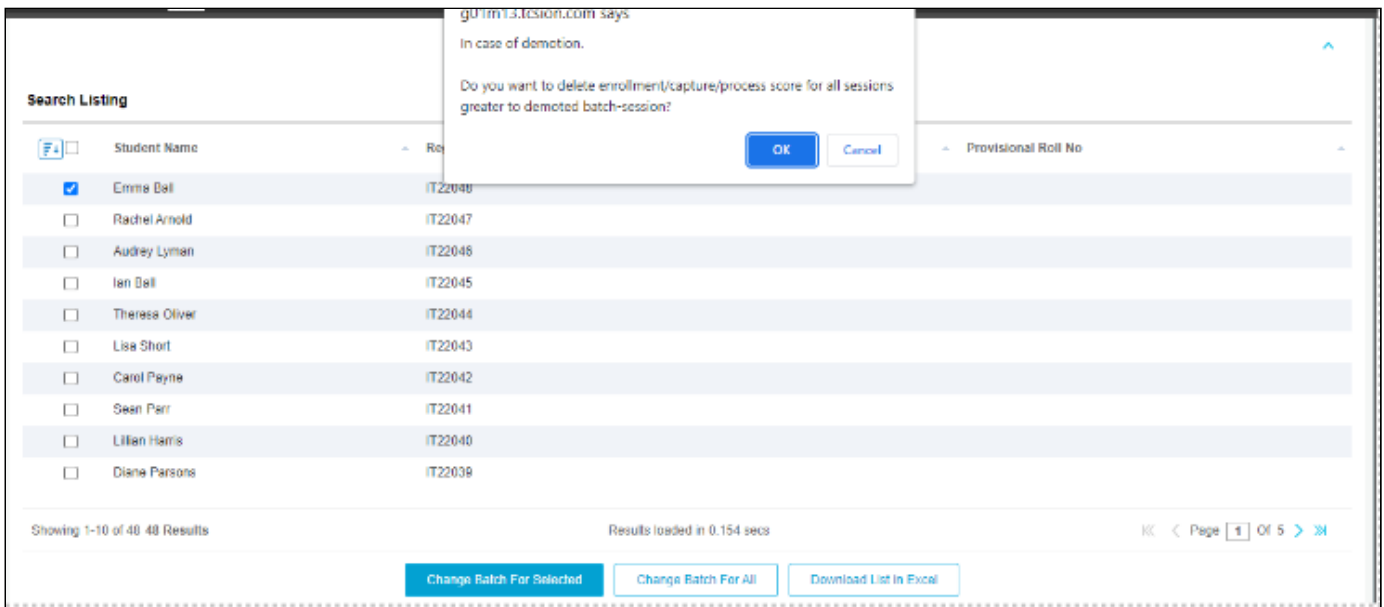 g01m13.tcsion.com says
In case of demotion.
Do you want to delete enrollment/capture/process score for all sessions
greater to demoted batch-session?
OK Cancel
Search Listing
Student Name Provisional Roll No
Emma Ball IT22048
Rachel Arnold IT22047
Audrey Lyman IT22046
Ian Ball IT22045
Theresa Oliver IT22044
Lisa Short IT22043
Carol Payne IT22042
Sean Parr IT22041
Lillian Harris IT22040
Diane Parsons IT22039
Showing 1-10 of 48 48 Results Results loaded in 0.154 secs Page 1 Of 5
Change Batch For Selected Change Batch For All Download List in Excel